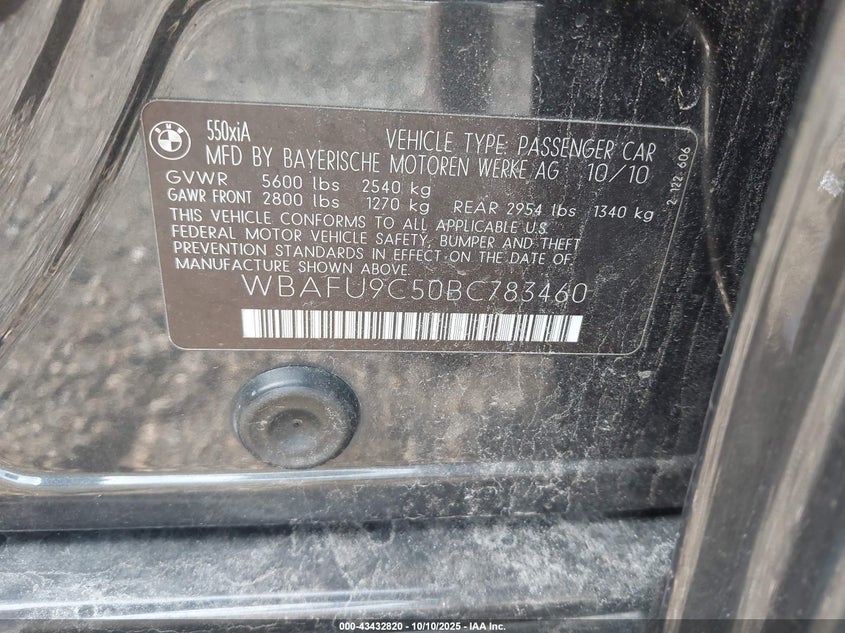 BMW
550xiA
VEHICLE TYPE: PASSENGER CAR
MFD BY BAYERISCHE MOTOREN WERKE AG 10/10
GVWR 5600 lbs 2540 kg
GAWR FRONT 2800 lbs 1270 kg REAR 2954 lbs 1340 kg
THIS VEHICLE CONFORMS TO ALL APPLICABLE U.S.
FEDERAL MOTOR VEHICLE SAFETY, BUMPER AND THEFT
PREVENTION STANDARDS IN EFFECT ON THE DATE OF
MANUFACTURE SHOWN ABOVE.
WBAFU9C50BC783460
2 122 606
000-43432820 - 10/10/2025 - IAA Inc.